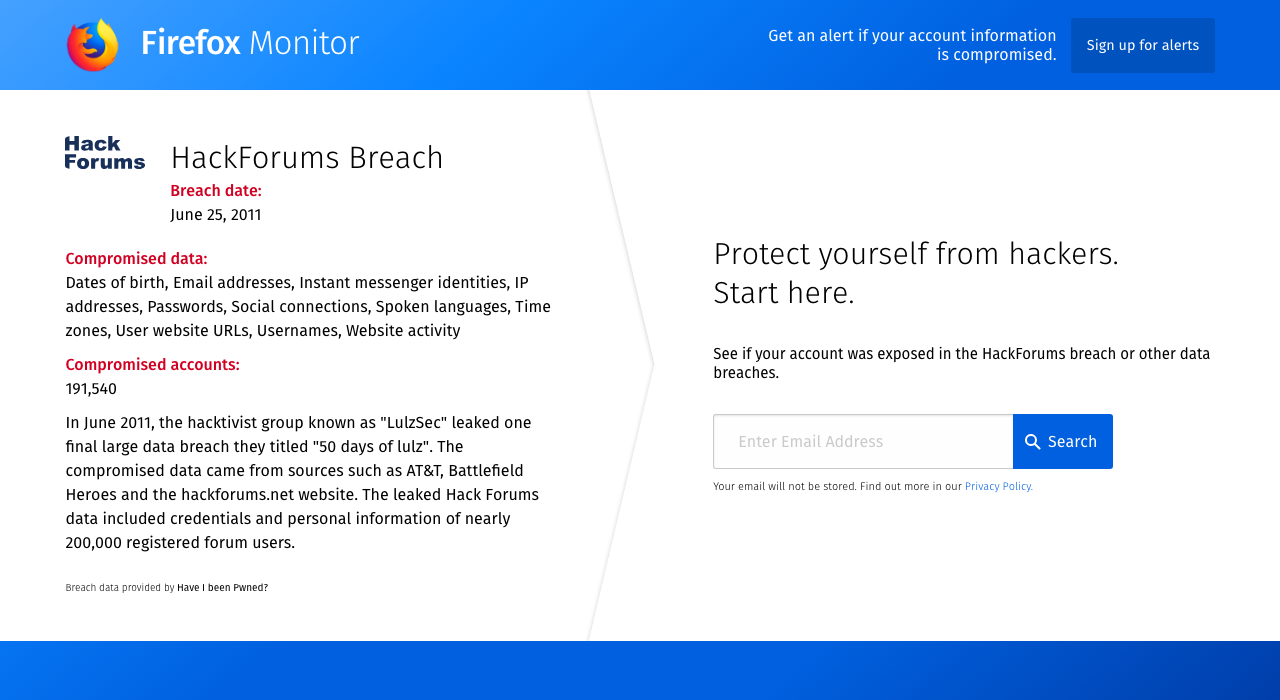 Firefox Monitor
Get an alert if your account information
is compromised.
Sign up for alerts
Hack
Forums
HackForums Breach
Breach date:
June 25, 2011
Compromised data:
Dates of birth, Email addresses, Instant messenger identities, IP
addresses, Passwords, Social connections, Spoken languages, Time
zones, User website URLs, Usernames, Website activity
Compromised accounts:
191,540
In June 2011, the hacktivist group known as "LulzSec" leaked one
final large data breach they titled "50 days of lulz". The
compromised data came from sources such as AT&T, Battlefield
Heroes and the hackforums.net website. The leaked Hack Forums
data included credentials and personal information of nearly
200,000 registered forum users.
Breach data provided by Have I been Pwned?
Protect yourself from hackers.
Start here.
See if your account was exposed in the HackForums breach or other data
breaches.
Enter Email Address
Search
Your email will not be stored. Find out more in our Privacy Policy.